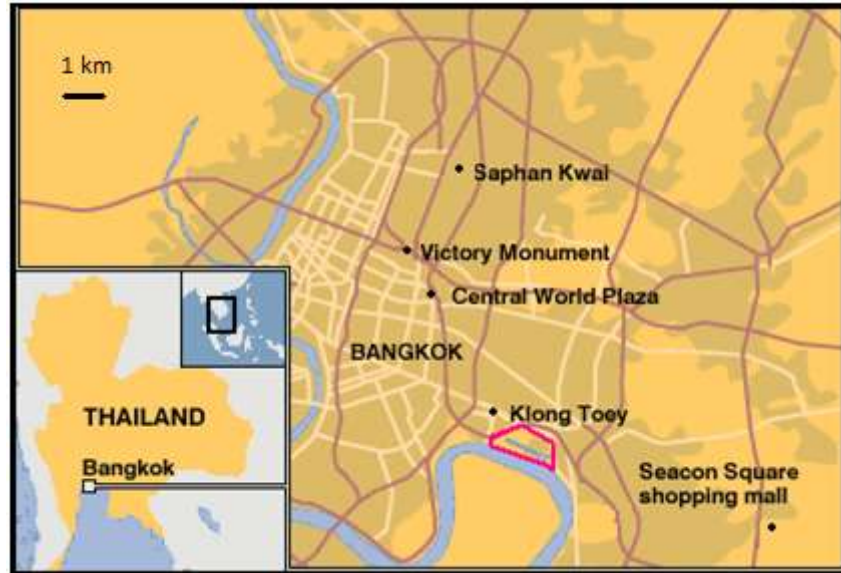 1 km
Saphan Kwai
Victory Monument
Central World Plaza
BANGKOK
Klong Toey
THAILAND
Bangkok
Seacon Square
shopping mall